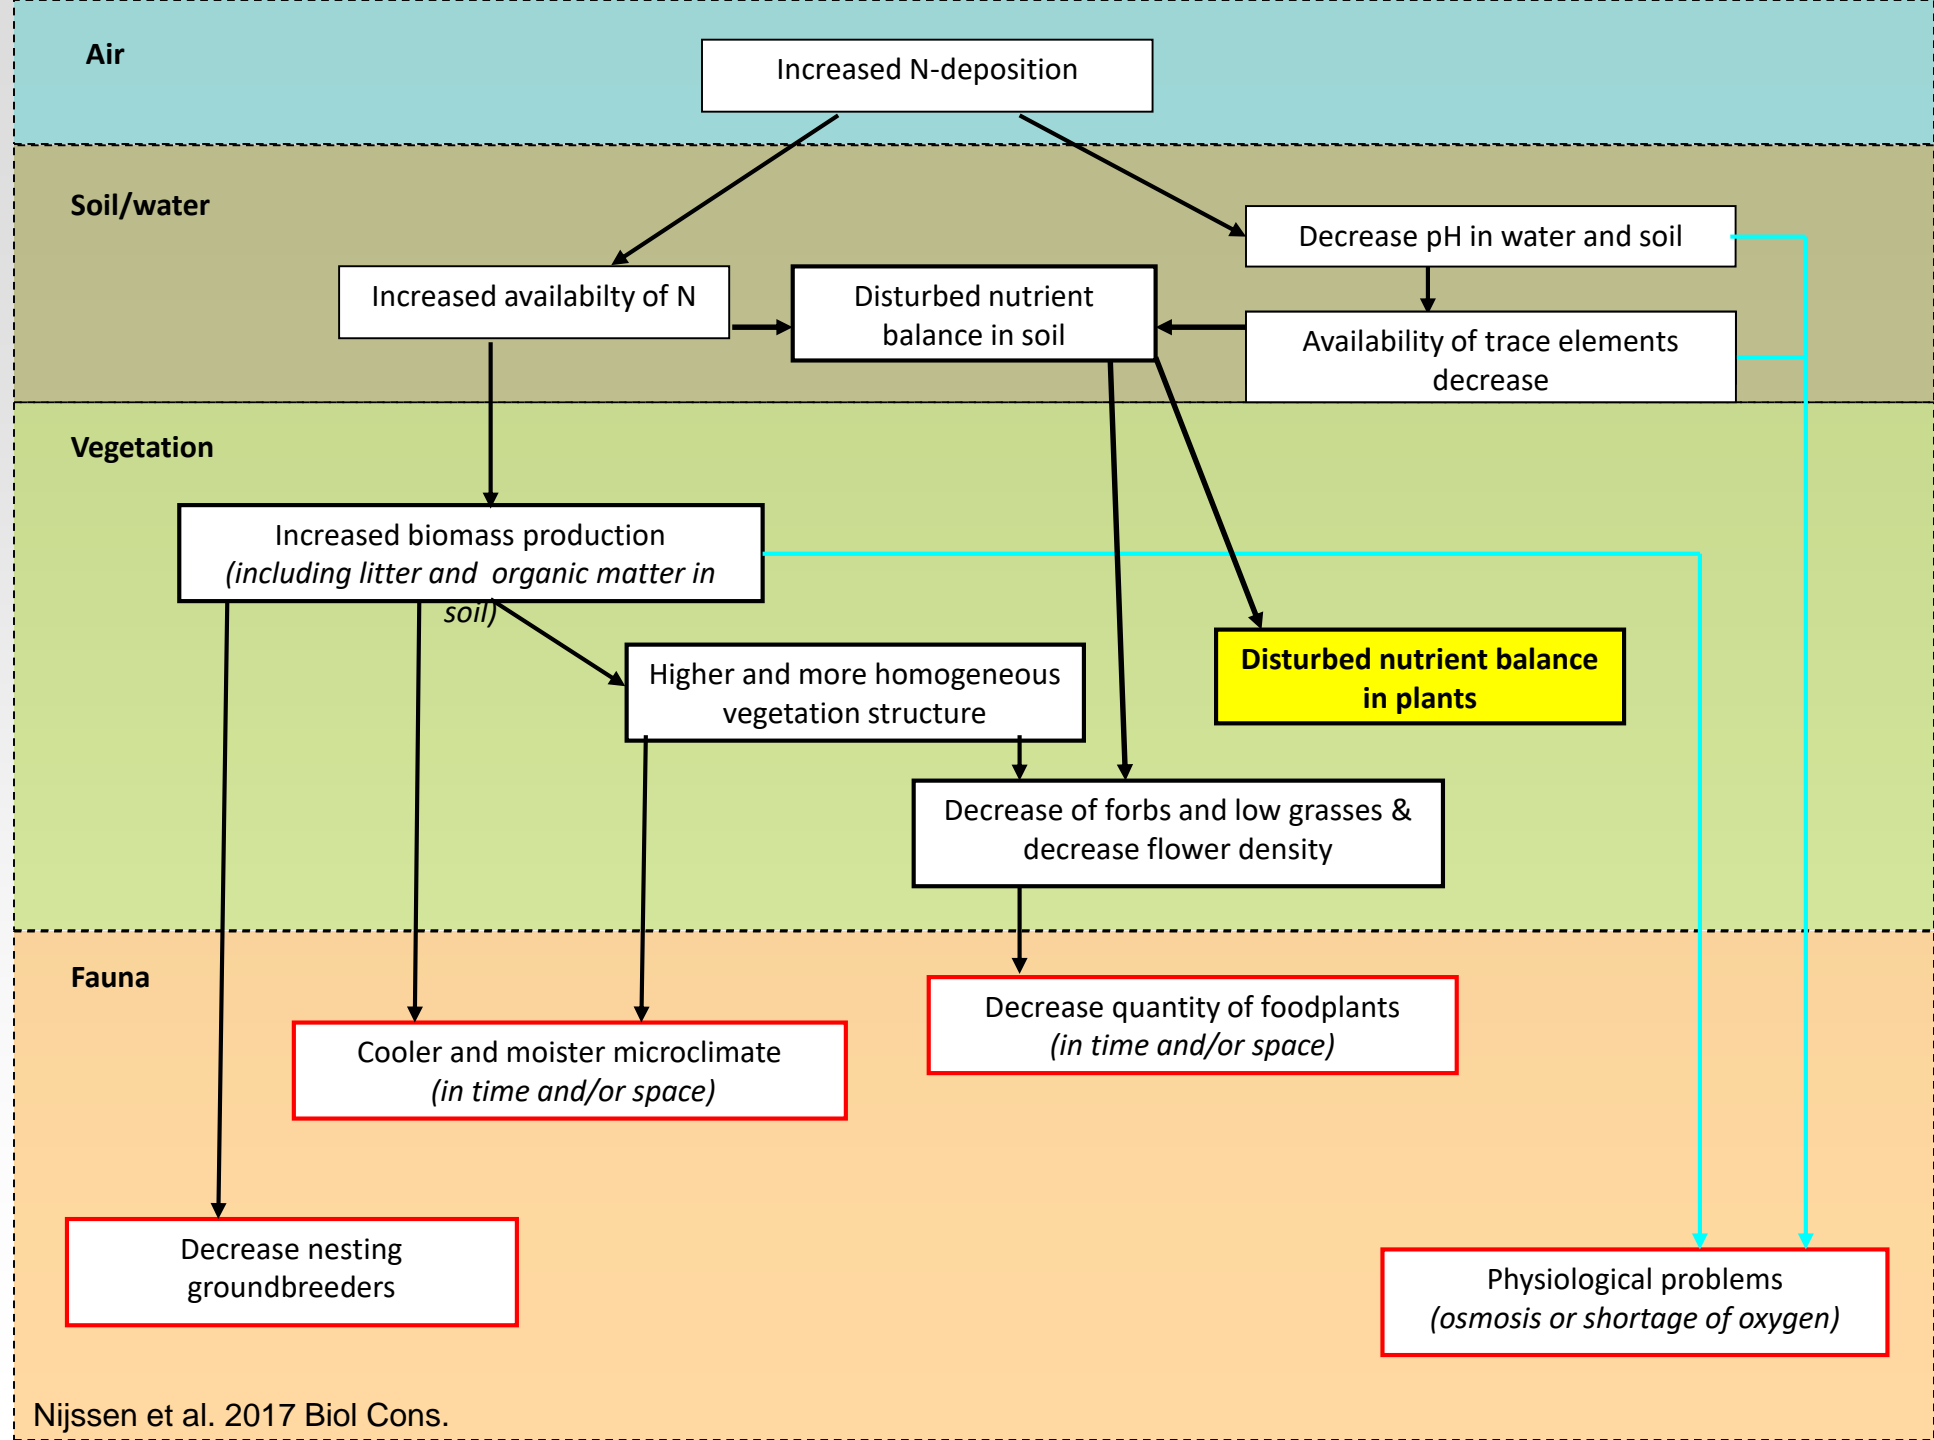 Air
Increased N-deposition
Soil/water
Decrease pH in water and soil
Increased availabilty of N
Disturbed nutrient
balance in soil
Availability of trace elements
decrease
Vegetation
Increased biomass production
(including litter and organic matter in
soil)
Higher and more homogeneous
vegetation structure
Disturbed nutrient balance
in plants
Decrease of forbs and low grasses &
decrease flower density
Fauna
Decrease quantity of foodplants
(in time and/or space)
Cooler and moister microclimate
(in time and/or space)
Decrease nesting
groundbreeders
Physiological problems
(osmosis or shortage of oxygen)
Nijssen et al. 2017 Biol Cons.